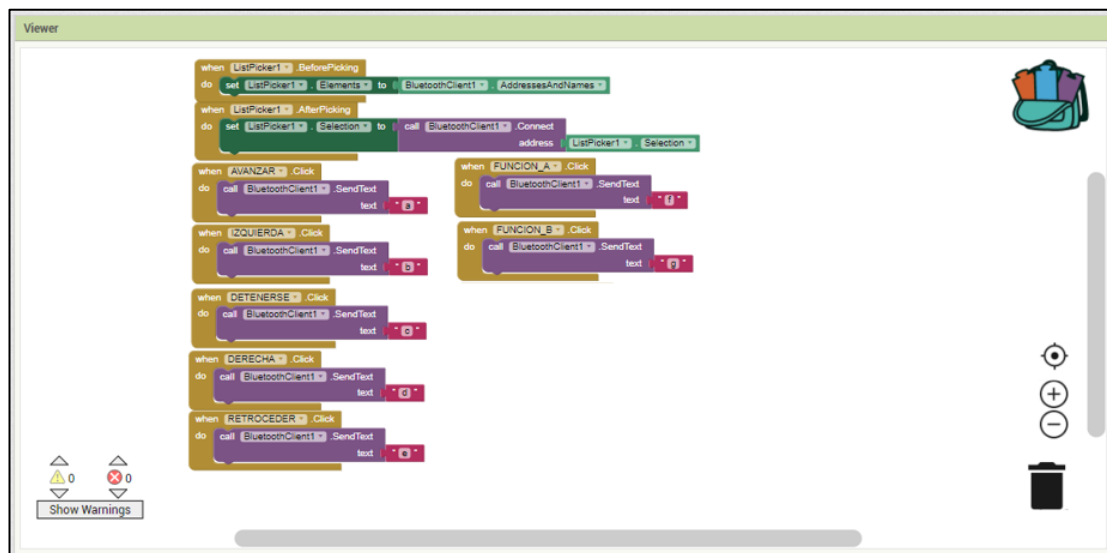 Viewer
when ListPicker1 .BeforePicking
do set ListPicker1 . Elements to BluetoothClient1 . AddressesAndNames
when ListPicker1 .AfterPicking
do set ListPicker1 . Selection to call BluetoothClient1 .Connect
address ListPicker1 . Selection
when AVANZAR .Click
do call BluetoothClient1 .SendText
text " a "
when IZQUIERDA .Click
do call BluetoothClient1 .SendText
text " b "
when DETENERSE .Click
do call BluetoothClient1 .SendText
text " c "
when DERECHA .Click
do call BluetoothClient1 .SendText
text " d "
when RETROCEDER .Click
do call BluetoothClient1 .SendText
text " e "
when FUNCION_A .Click
do call BluetoothClient1 .SendText
text " f "
when FUNCION_B .Click
do call BluetoothClient1 .SendText
text " g "
0 0
Show Warnings